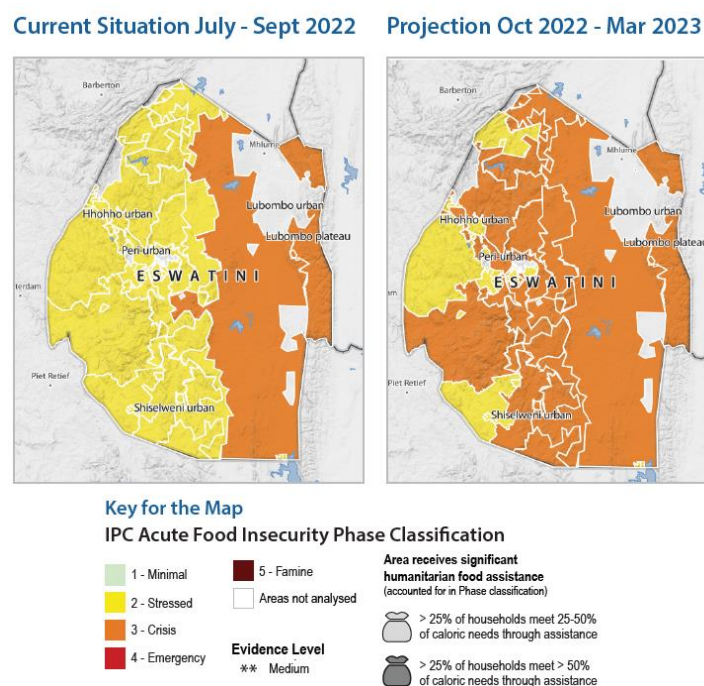 Current Situation July - Sept 2022
Projection Oct 2022 - Mar 2023
Barberton
Mhlume
Hhohho urban
Lubombo urban
Lubombo plateau
Peri-urban
ESWATINI
terdam
Piet Retief
Shiselweni urban
Barberton
Mhlume
Hhohho urban
Lubombo urban
Lubombo plateau
Peri-urban
ESWATINI
am
Piet Retief
Shiselweni urban
Key for the Map
IPC Acute Food Insecurity Phase Classification
1 - Minimal
2 - Stressed
3 - Crisis
4 - Emergency
5 - Famine
Areas not analysed
Evidence Level
** Medium
Area receives significant
humanitarian food assistance
(accounted for in Phase classification)
> 25% of households meet 25-50%
of caloric needs through assistance
> 25% of households meet > 50%
of caloric needs through assistance